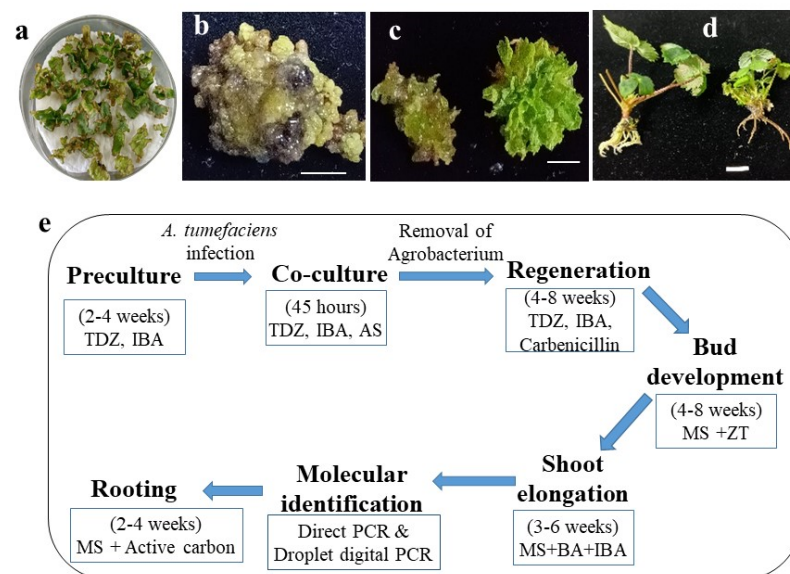 a
b
c
d
e
A. tumefaciens
infection
Removal of
Agrobacterium
Preculture
(2-4 weeks)
TDZ, IBA
Co-culture
(45 hours)
TDZ, IBA, AS
Regeneration
(4-8 weeks)
TDZ, IBA,
Carbenicillin
Bud
development
(4-8 weeks)
MS +ZT
Shoot
elongation
(3-6 weeks)
MS+BA+IBA
Molecular
identification
Direct PCR &
Droplet digital PCR
Rooting
(2-4 weeks)
MS + Active carbon